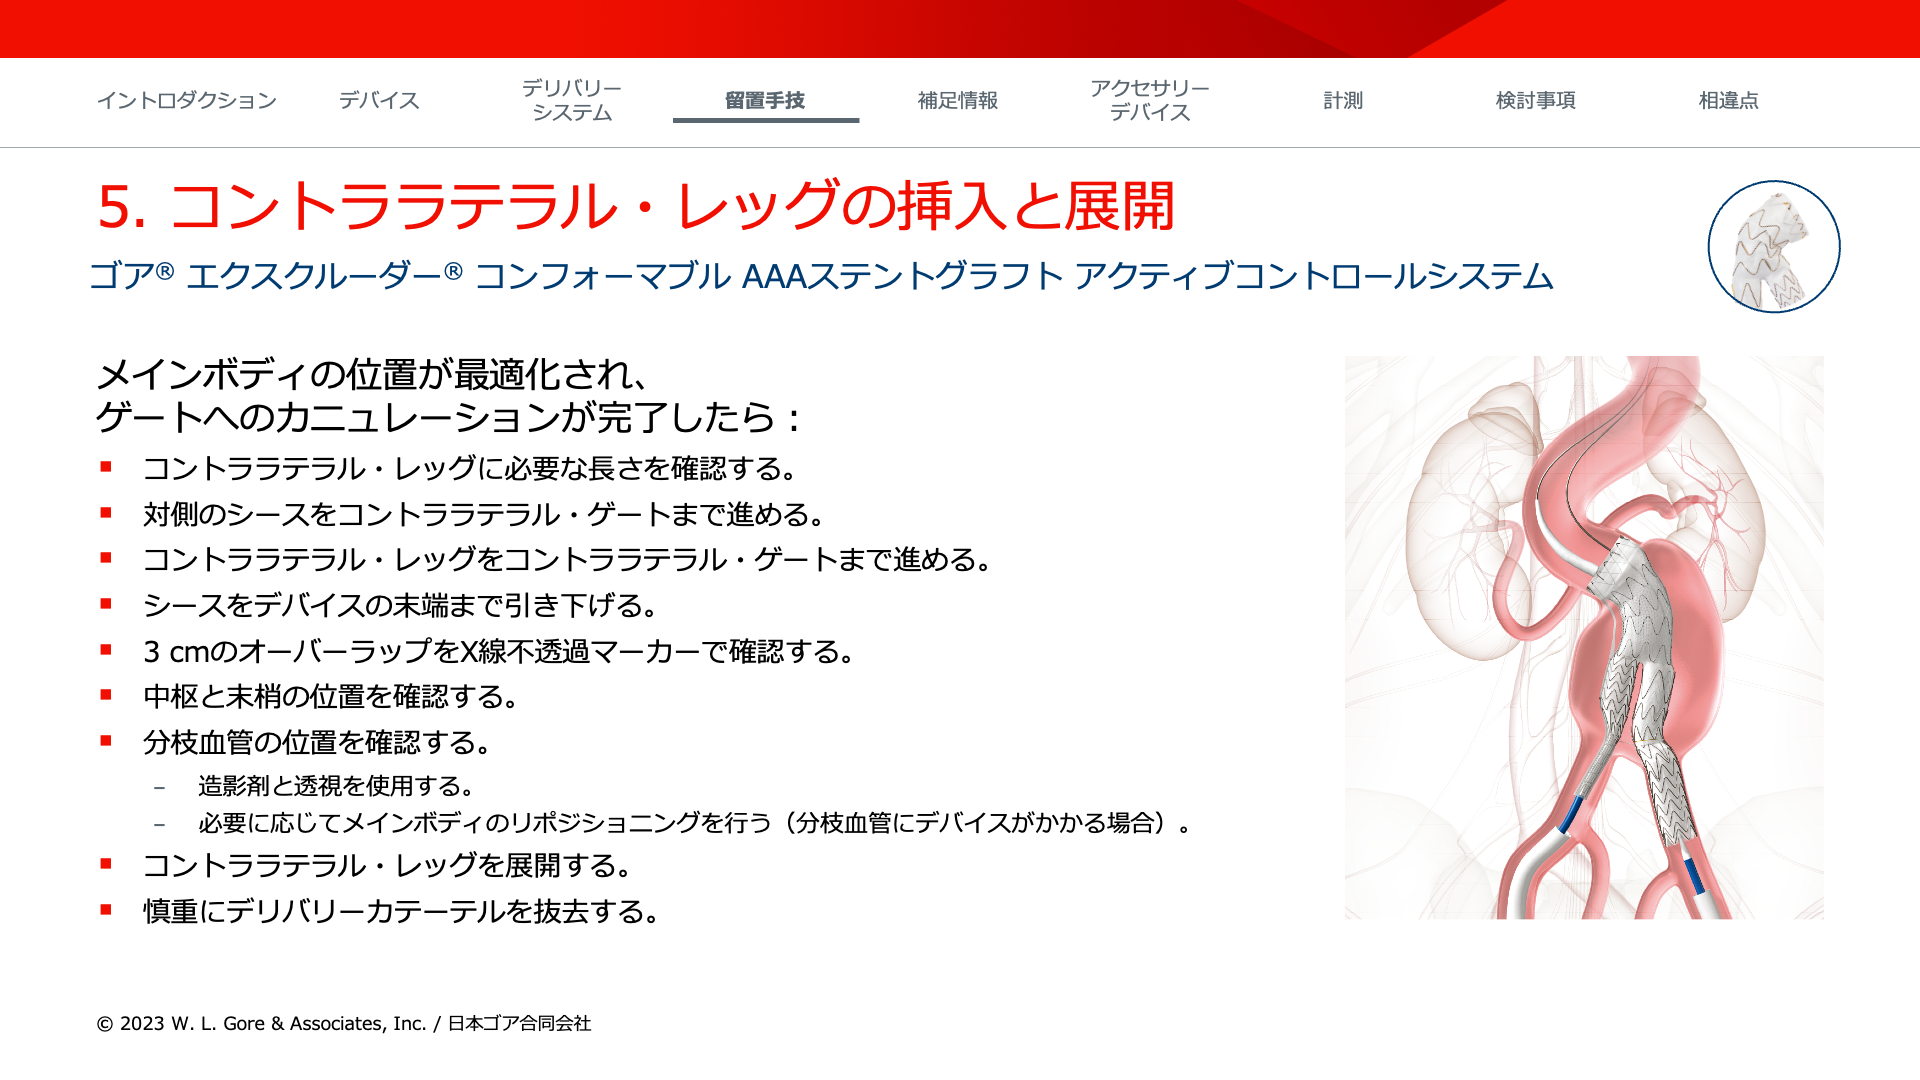 イントロダクション
デバイス
デリバリー
システム
留置手技
補足情報
アクセサリー
デバイス
計測
検討事項
相違点
5. コントララテラル・レッグの挿入と展開
ゴア® エクスクルーダー® コンフォーマブル AAAステントグラフト アクティブコントロールシステム
メインボディの位置が最適化され、
ゲートへのカニュレーションが完了したら：
■ コントララテラル・レッグに必要な長さを確認する。
■ 対側のシースをコントララテラル・ゲートまで進める。
■ コントララテラル・レッグをコントララテラル・ゲートまで進める。
■ シースをデバイスの末端まで引き下げる。
■ 3 cmのオーバーラップをX線不透過マーカーで確認する。
■ 中枢と末梢の位置を確認する。
■ 分枝血管の位置を確認する。
– 造影剤と透視を使用する。
– 必要に応じてメインボディのリポジショニングを行う（分枝血管にデバイスがかかる場合）。
■ コントララテラル・レッグを展開する。
■ 慎重にデリバリーカテーテルを抜去する。
© 2023 W. L. Gore & Associates, Inc. / 日本ゴア合同会社